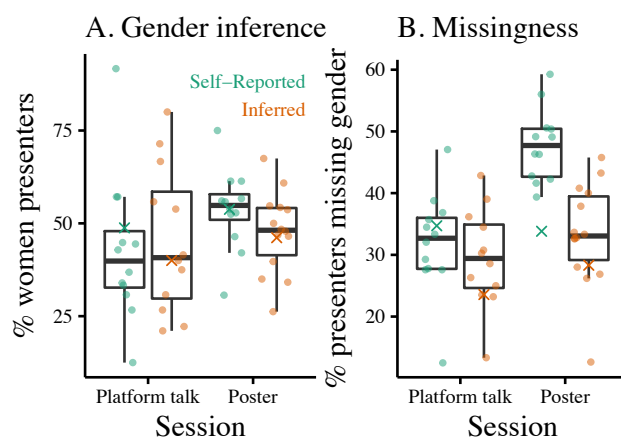 A. Gender inference
B. Missingness
% women presenters
75
50
25
Self−Reported
Inferred
Platform talk
Poster
Session
% presenters missing gender
60
50
40
30
20
Platform talk
Poster
Session